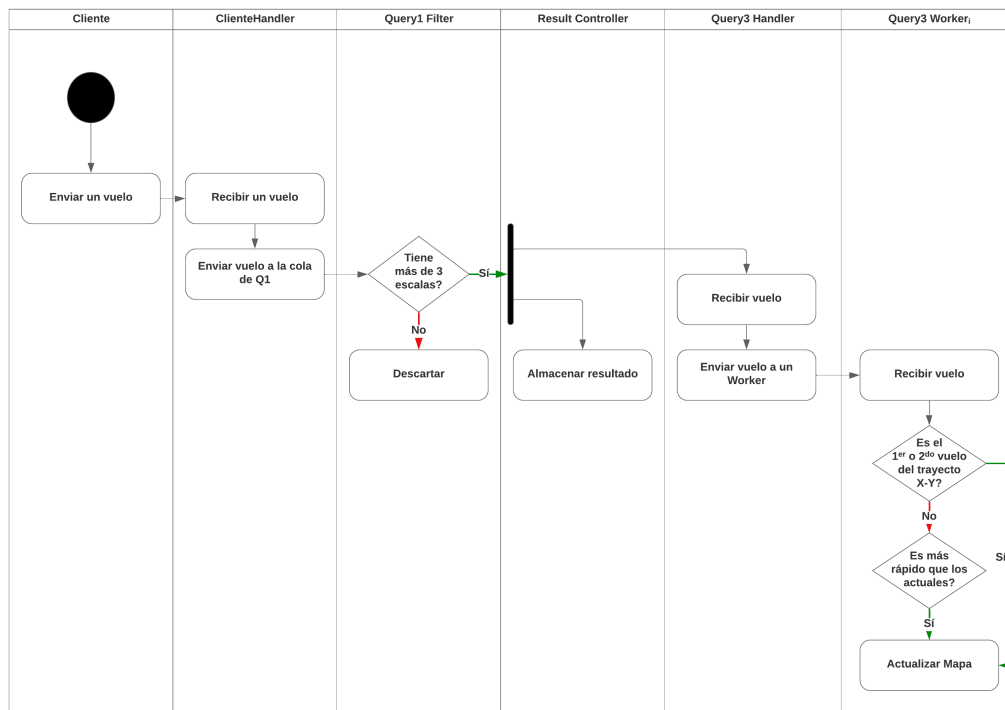 Cliente
ClienteHandler
Query1 Filter
Result Controller
Query3 Handler
Query3 Workerᵢ
Enviar un vuelo
Recibir un vuelo
Enviar vuelo a la cola
de Q1
Tiene
más de 3
escalas?
Sí
No
Descartar
Almacenar resultado
Recibir vuelo
Enviar vuelo a un
Worker
Recibir vuelo
Es el
1ᵉʳ o 2ᵈᵒ vuelo
del trayecto
X-Y?
No
Sí
Es más
rápido que los
actuales?
Sí
Actualizar Mapa